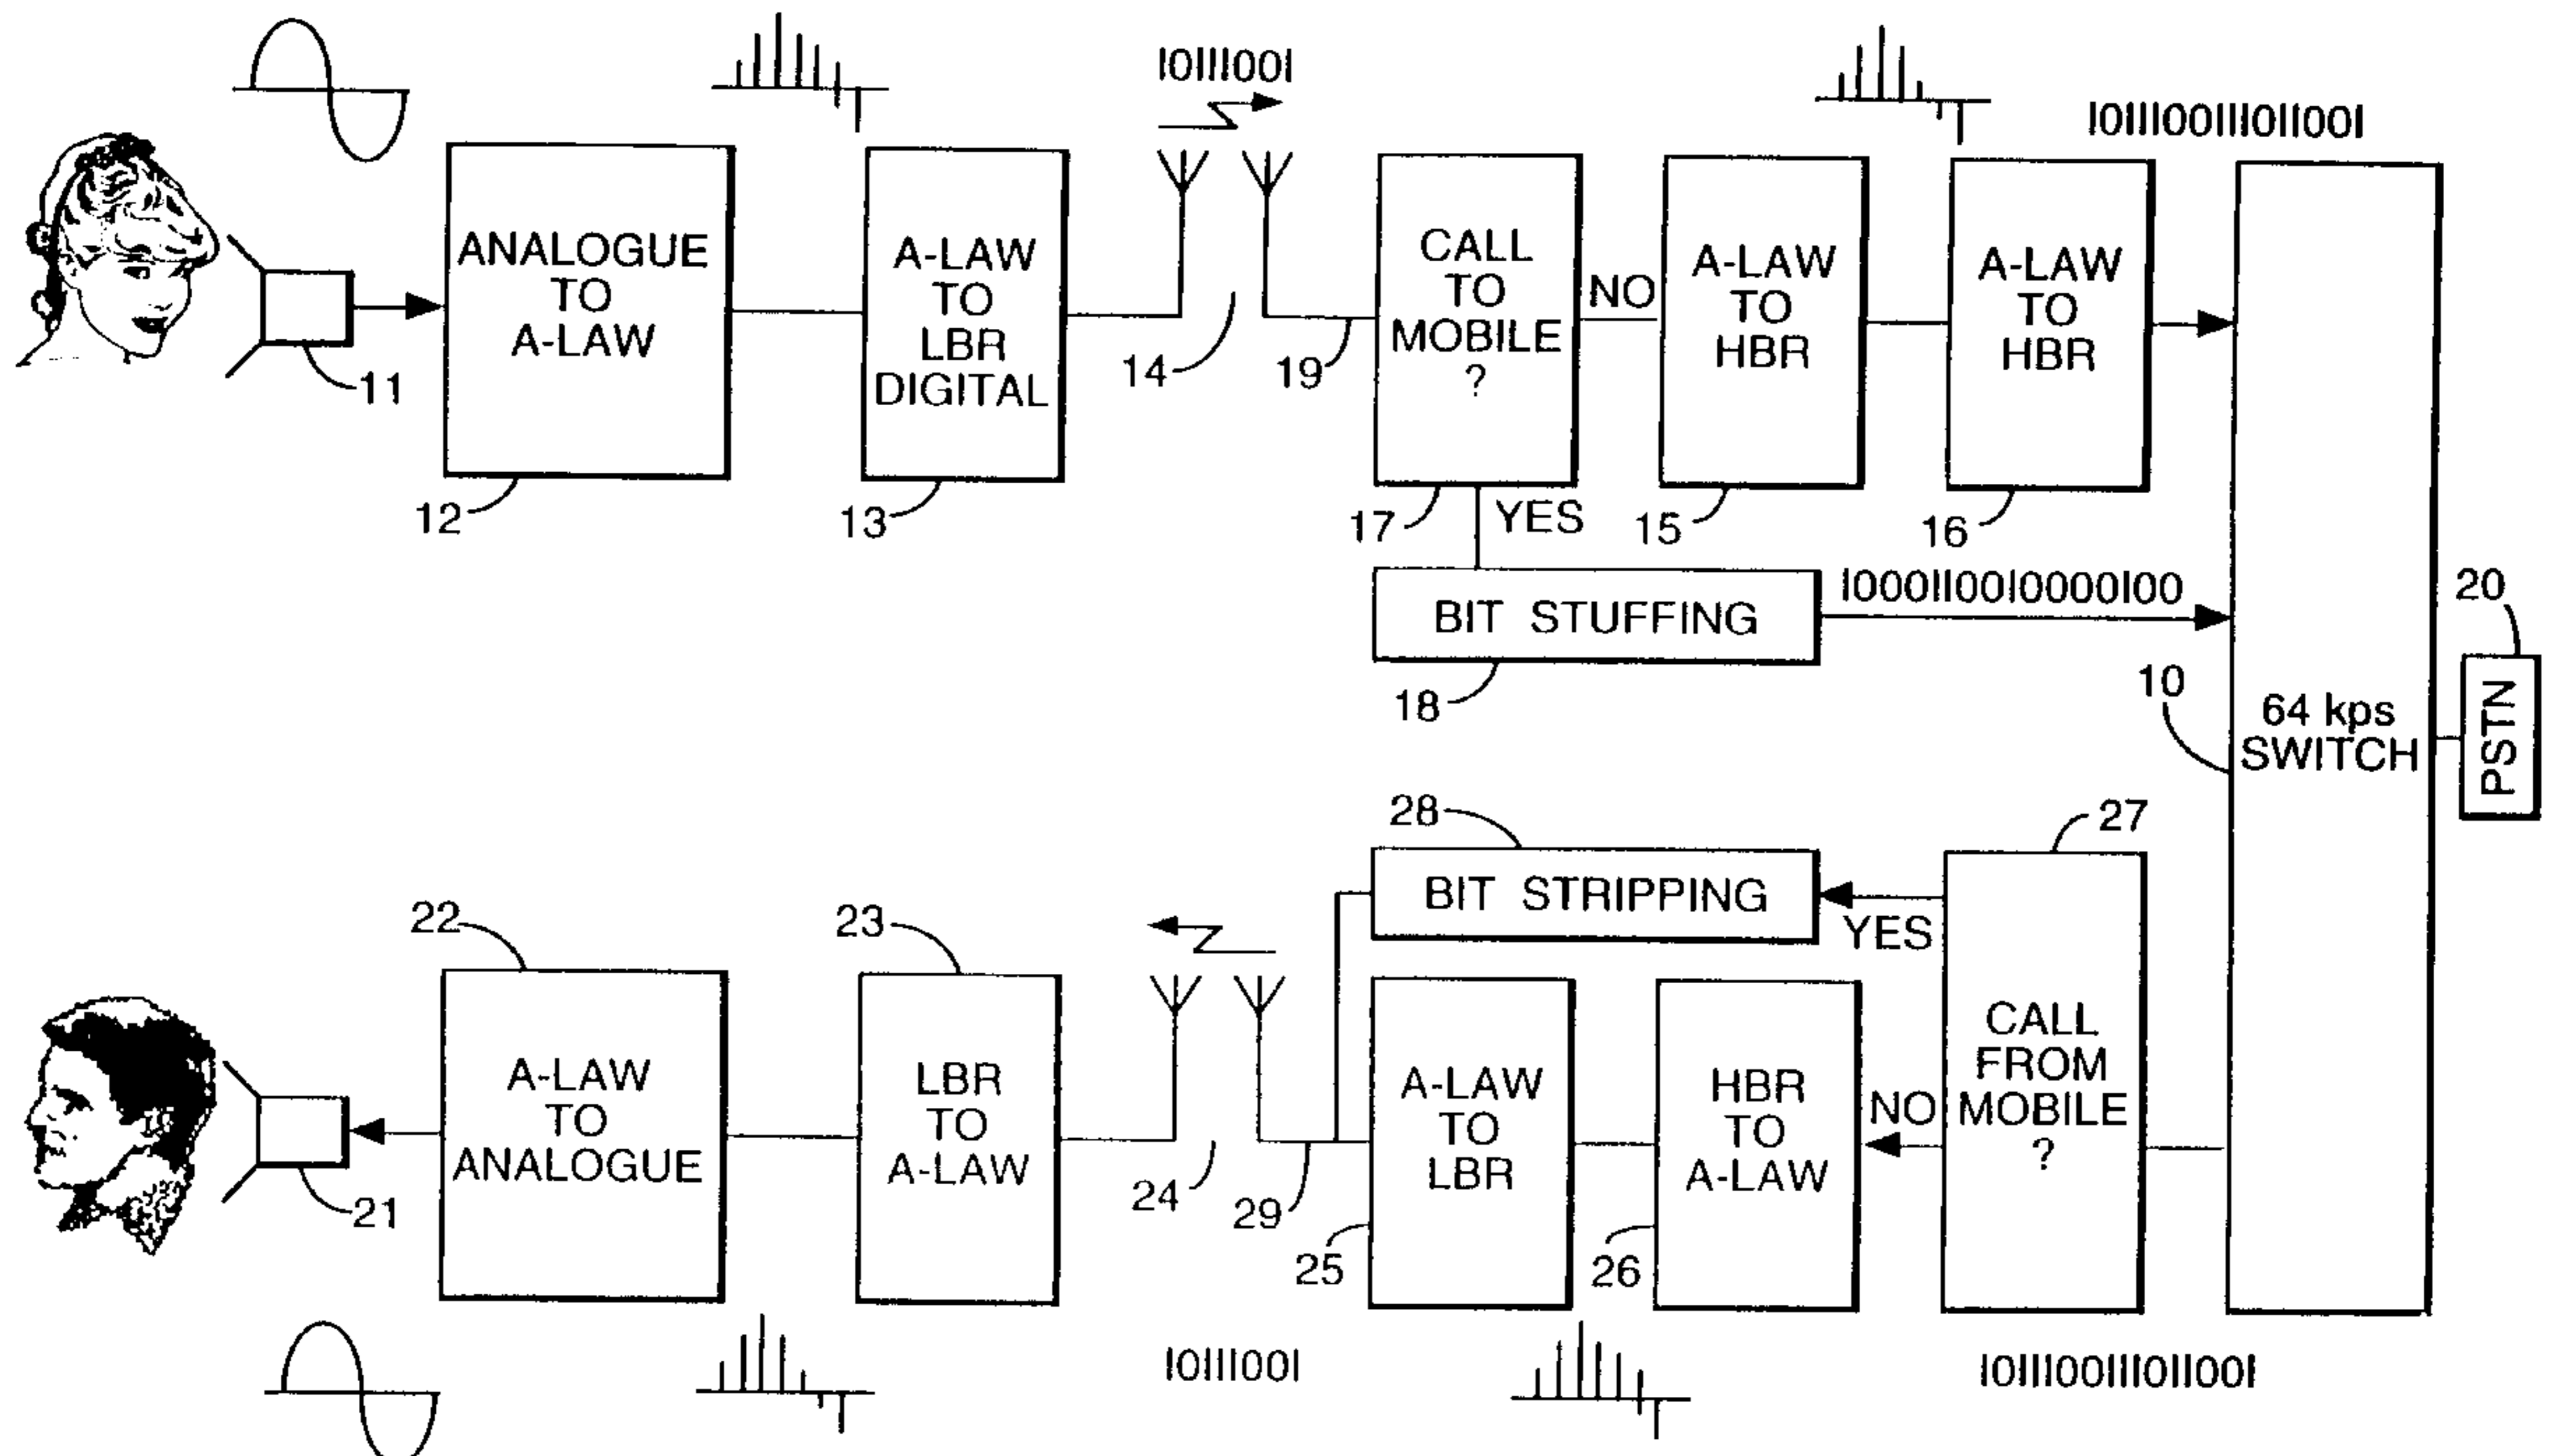 10111001
1011100111011001
ANALOGUE
TO
A-LAW
A-LAW
TO
LBR
DIGITAL
CALL
TO
MOBILE
?
NO
A-LAW
TO
HBR
A-LAW
TO
HBR
11
14
19
12
13
17
YES
15
16
BIT STUFFING
1000110010000100
20
18
10
64 kps
SWITCH
PSTN
28
27
BIT STRIPPING
YES
22
23
A-LAW
TO
ANALOGUE
LBR
TO
A-LAW
A-LAW
TO
LBR
HBR
TO
A-LAW
NO
CALL
FROM
MOBILE
?
21
24
29
25
26
10111001
1011100111011001